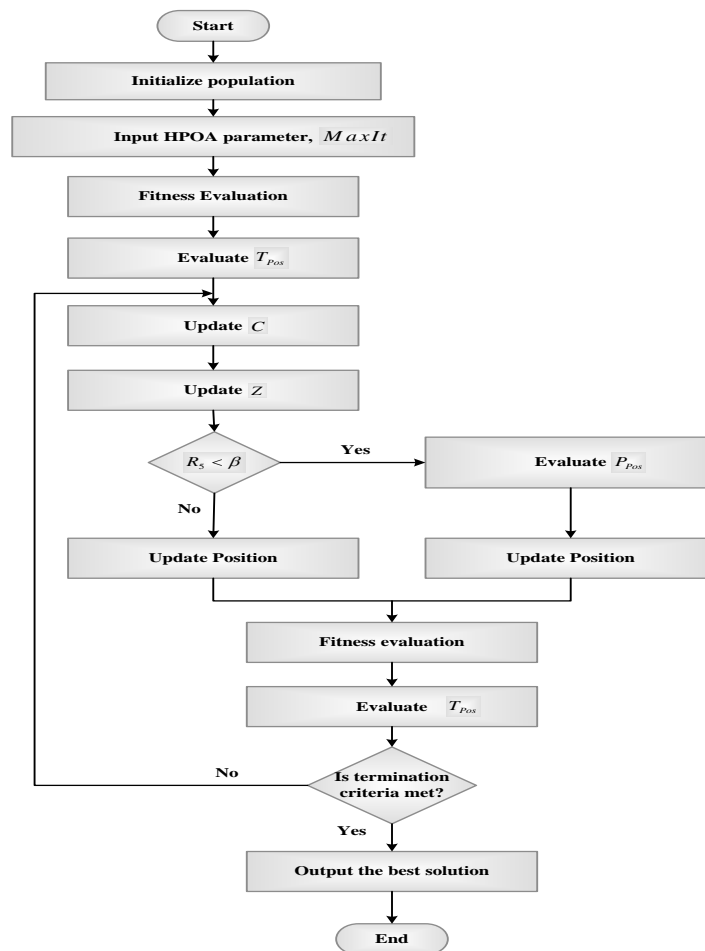 Start
Initialize population
Input HPOA parameter, MaxIt
Fitness Evaluation
Evaluate T_Pos
Update C
Update Z
R_5 < β
Yes
Evaluate P_Pos
No
Update Position
Update Position
Fitness evaluation
Evaluate T_Pos
No
Is termination
criteria met?
Yes
Output the best solution
End